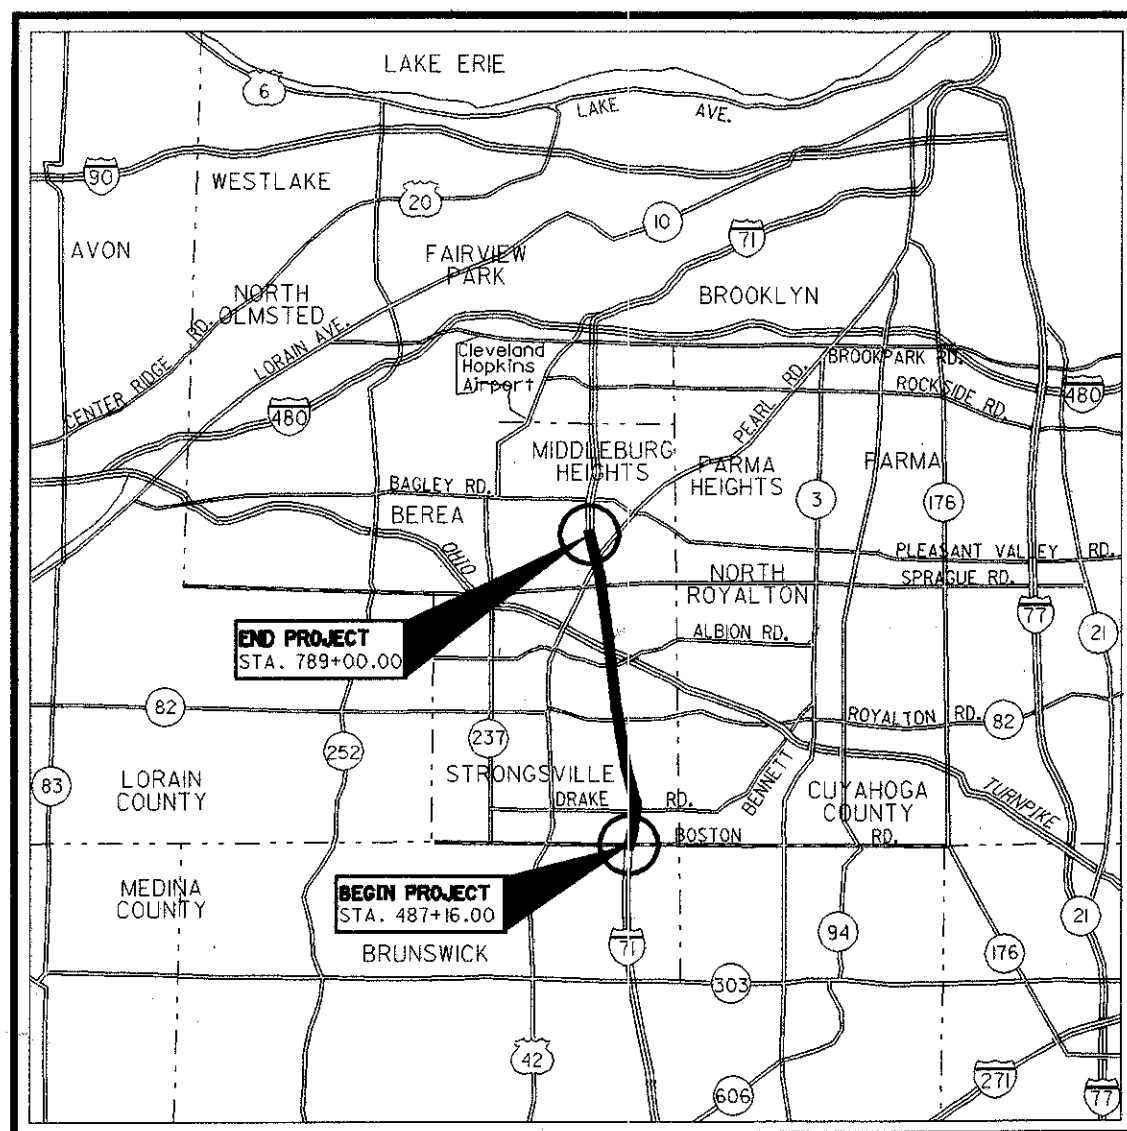 LAKE ERIE
6
LAKE AVE.
90
WESTLAKE
20
10
71
AVON
FAIRVIEW
PARK
NORTH
OLMSTED
BROOKLYN
CENTER RIDGE RD.
LORAIN AVE.
Cleveland
Hopkins
Airport
BROOKPARK RD.
ROCKSIDE RD.
480
480
PEARL RD.
MIDDLEBURG
HEIGHTS
PARMA
HEIGHTS
PARMA
BAGLEY RD.
3
176
BEREA
OHIO
PLEASANT VALLEY RD.
SPRAGUE RD.
NORTH
ROYALTON
77
21
END PROJECT
STA. 789+00.00
ALBION RD.
82
237
252
ROYALTON RD.
82
83
LORAIN
COUNTY
STRONGSVILLE
DRAKE RD.
BENNETT
CUYAHOGA
COUNTY
TURNPIKE
BOSTON RD.
MEDINA
COUNTY
BEGIN PROJECT
STA. 487+16.00
21
94
71
176
BRUNSWICK
303
42
606
271
77